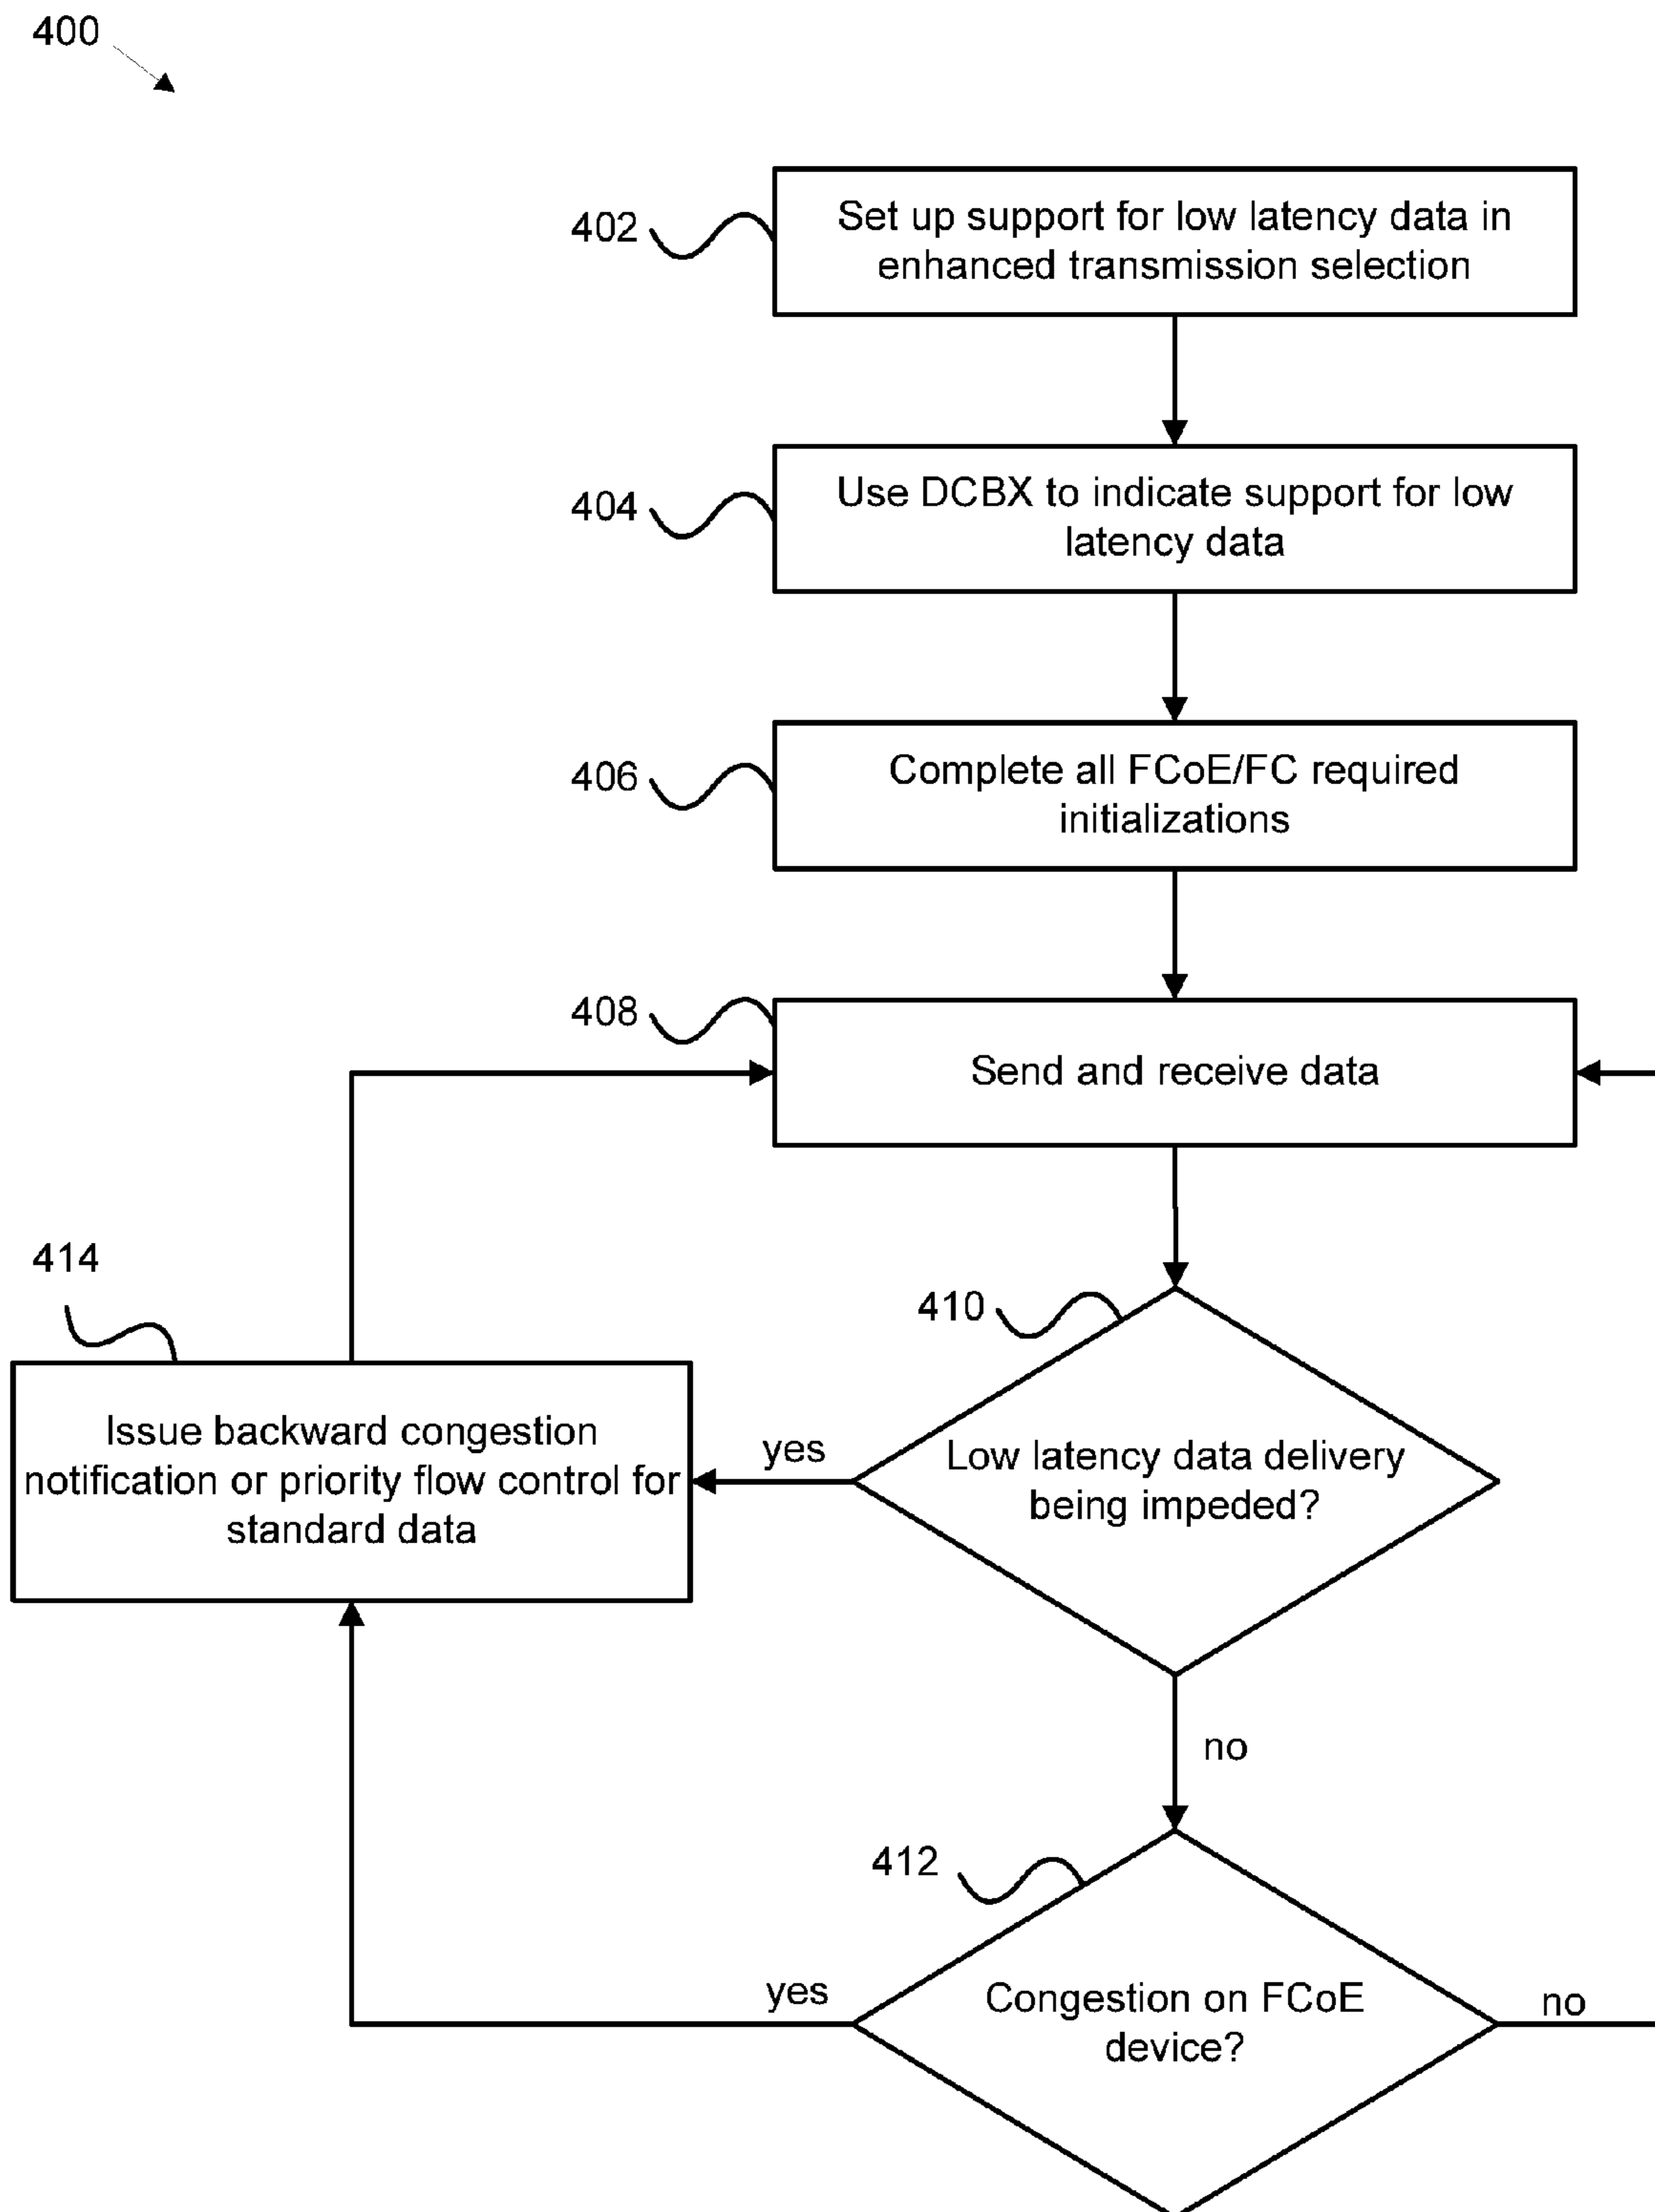 400
402
Set up support for low latency data in
enhanced transmission selection
404
Use DCBX to indicate support for low
latency data
406
Complete all FCoE/FC required
initializations
408
Send and receive data
414
410
Issue backward congestion
notification or priority flow control for
standard data
yes
Low latency data delivery
being impeded?
no
412
yes
Congestion on FCoE
device?
no